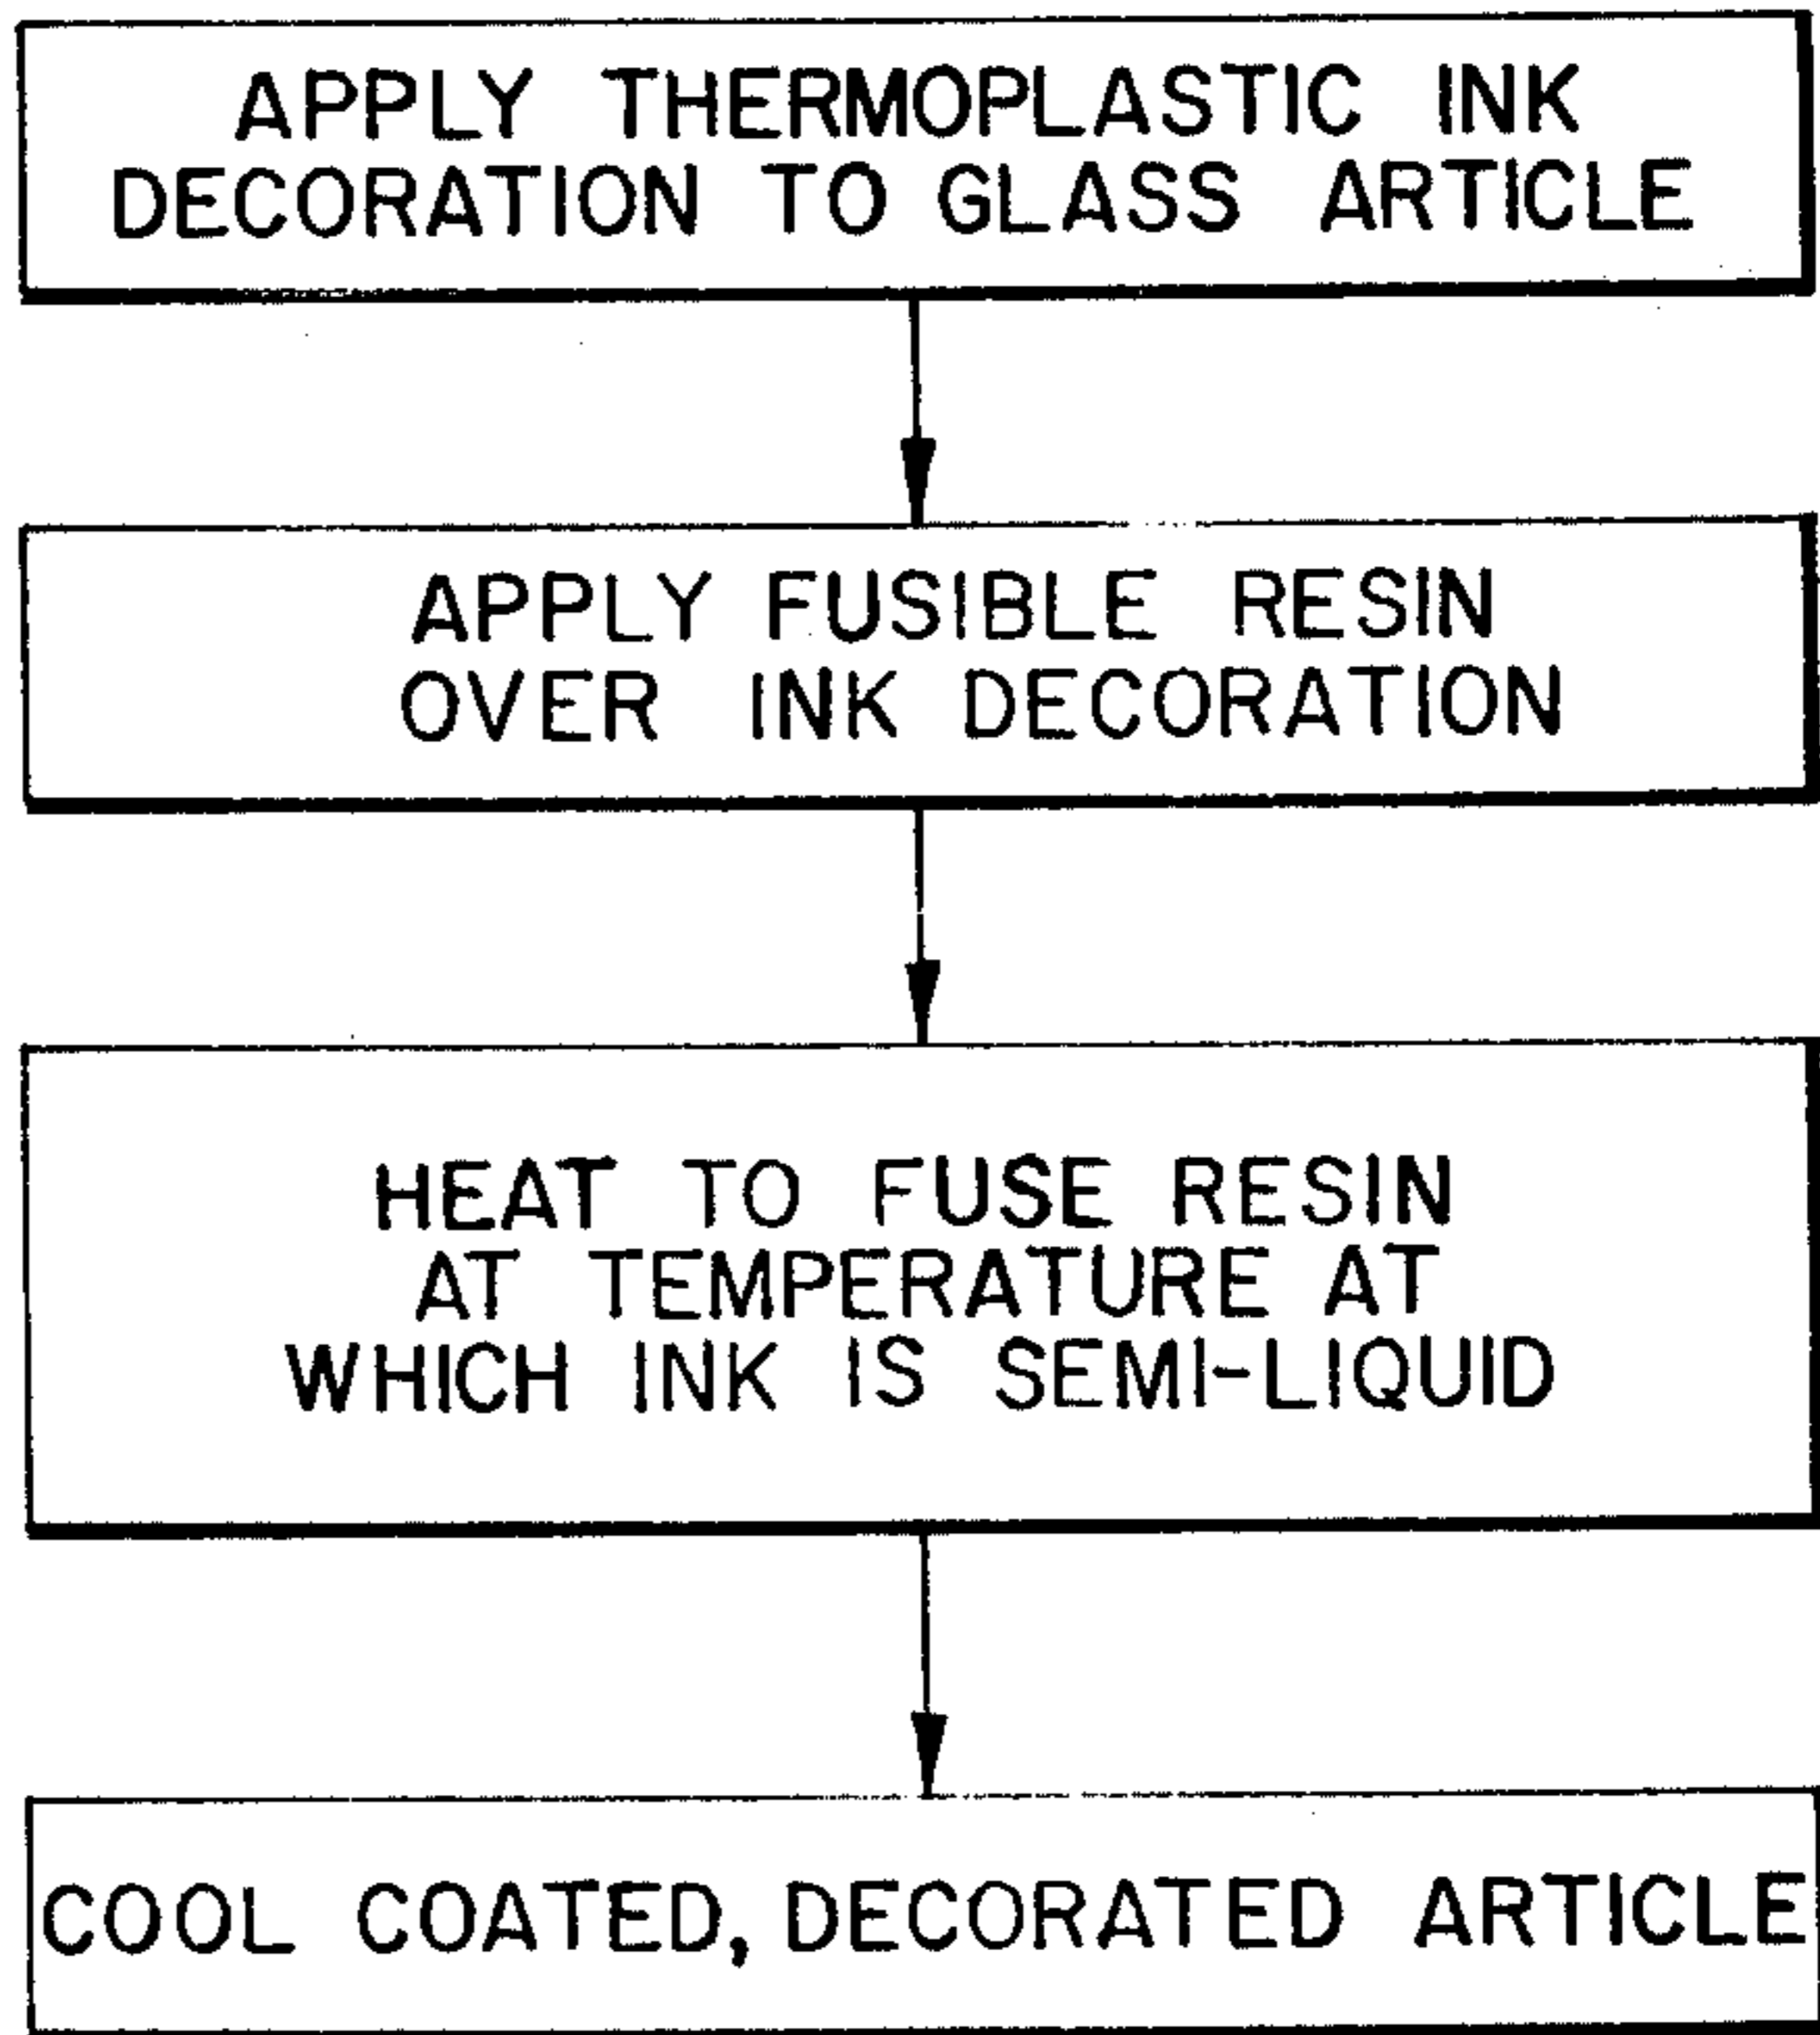 APPLY THERMOPLASTIC INK
DECORATION TO GLASS ARTICLE
APPLY FUSIBLE RESIN
OVER INK DECORATION
HEAT TO FUSE RESIN
AT TEMPERATURE AT
WHICH INK IS SEMI-LIQUID
COOL COATED, DECORATED ARTICLE